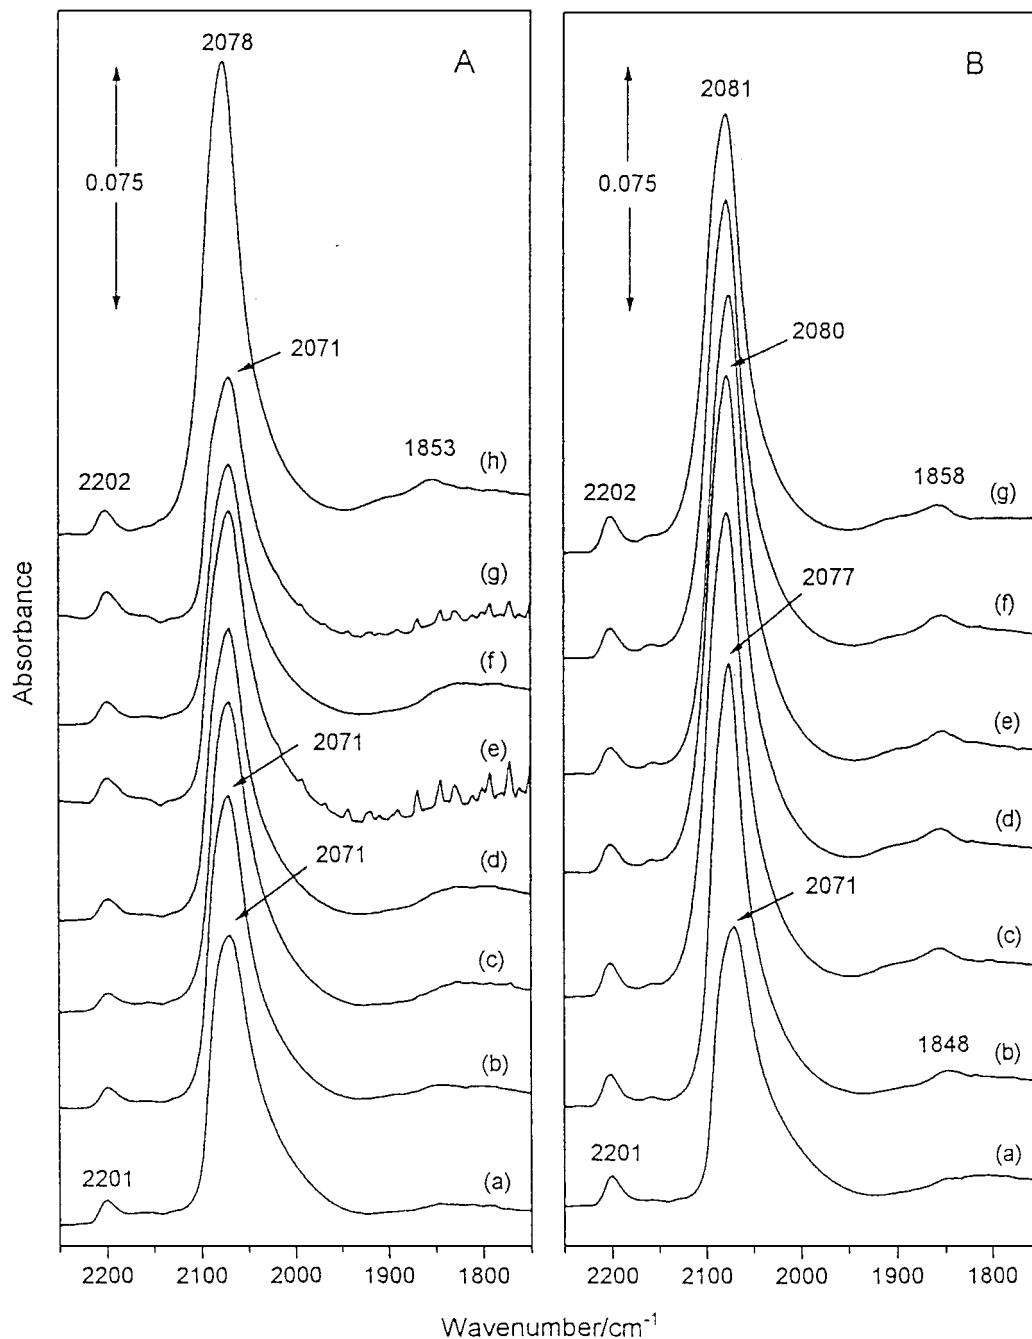 A
2078
0.075
2071
1853
(h)
2202
(g)
(f)
2071
(e)
2071
(d)
(c)
(b)
2201
(a)
2200
2100
2000
1900
1800
B
2081
0.075
2080
2202
1858
(g)
2077
(f)
(e)
(d)
2071
(c)
1848
(b)
2201
(a)
2200
2100
2000
1900
1800
Absorbance
Wavenumber/cm⁻¹